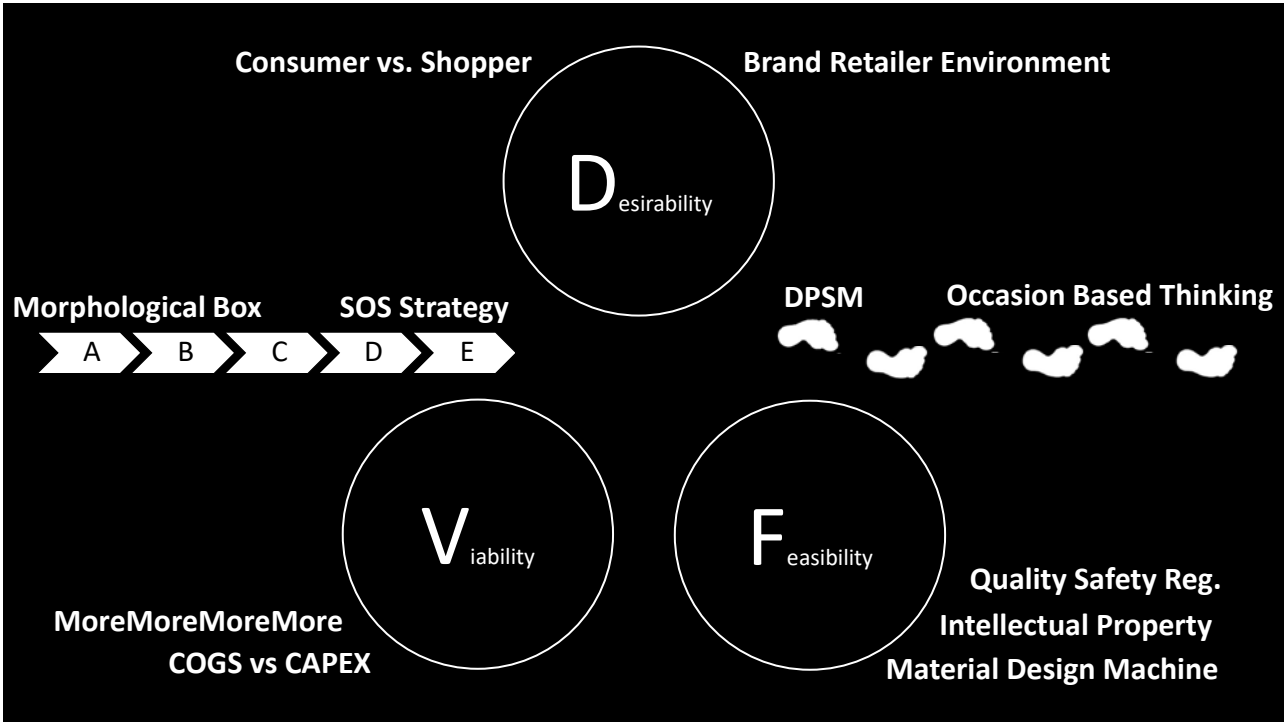 Consumer vs. Shopper
Brand Retailer Environment
Desirability
Morphological Box
SOS Strategy
A B C D E
DPSM
Occasion Based Thinking
Viability
Feasibility
MoreMoreMoreMore
COGS vs CAPEX
Quality Safety Reg.
Intellectual Property
Material Design Machine